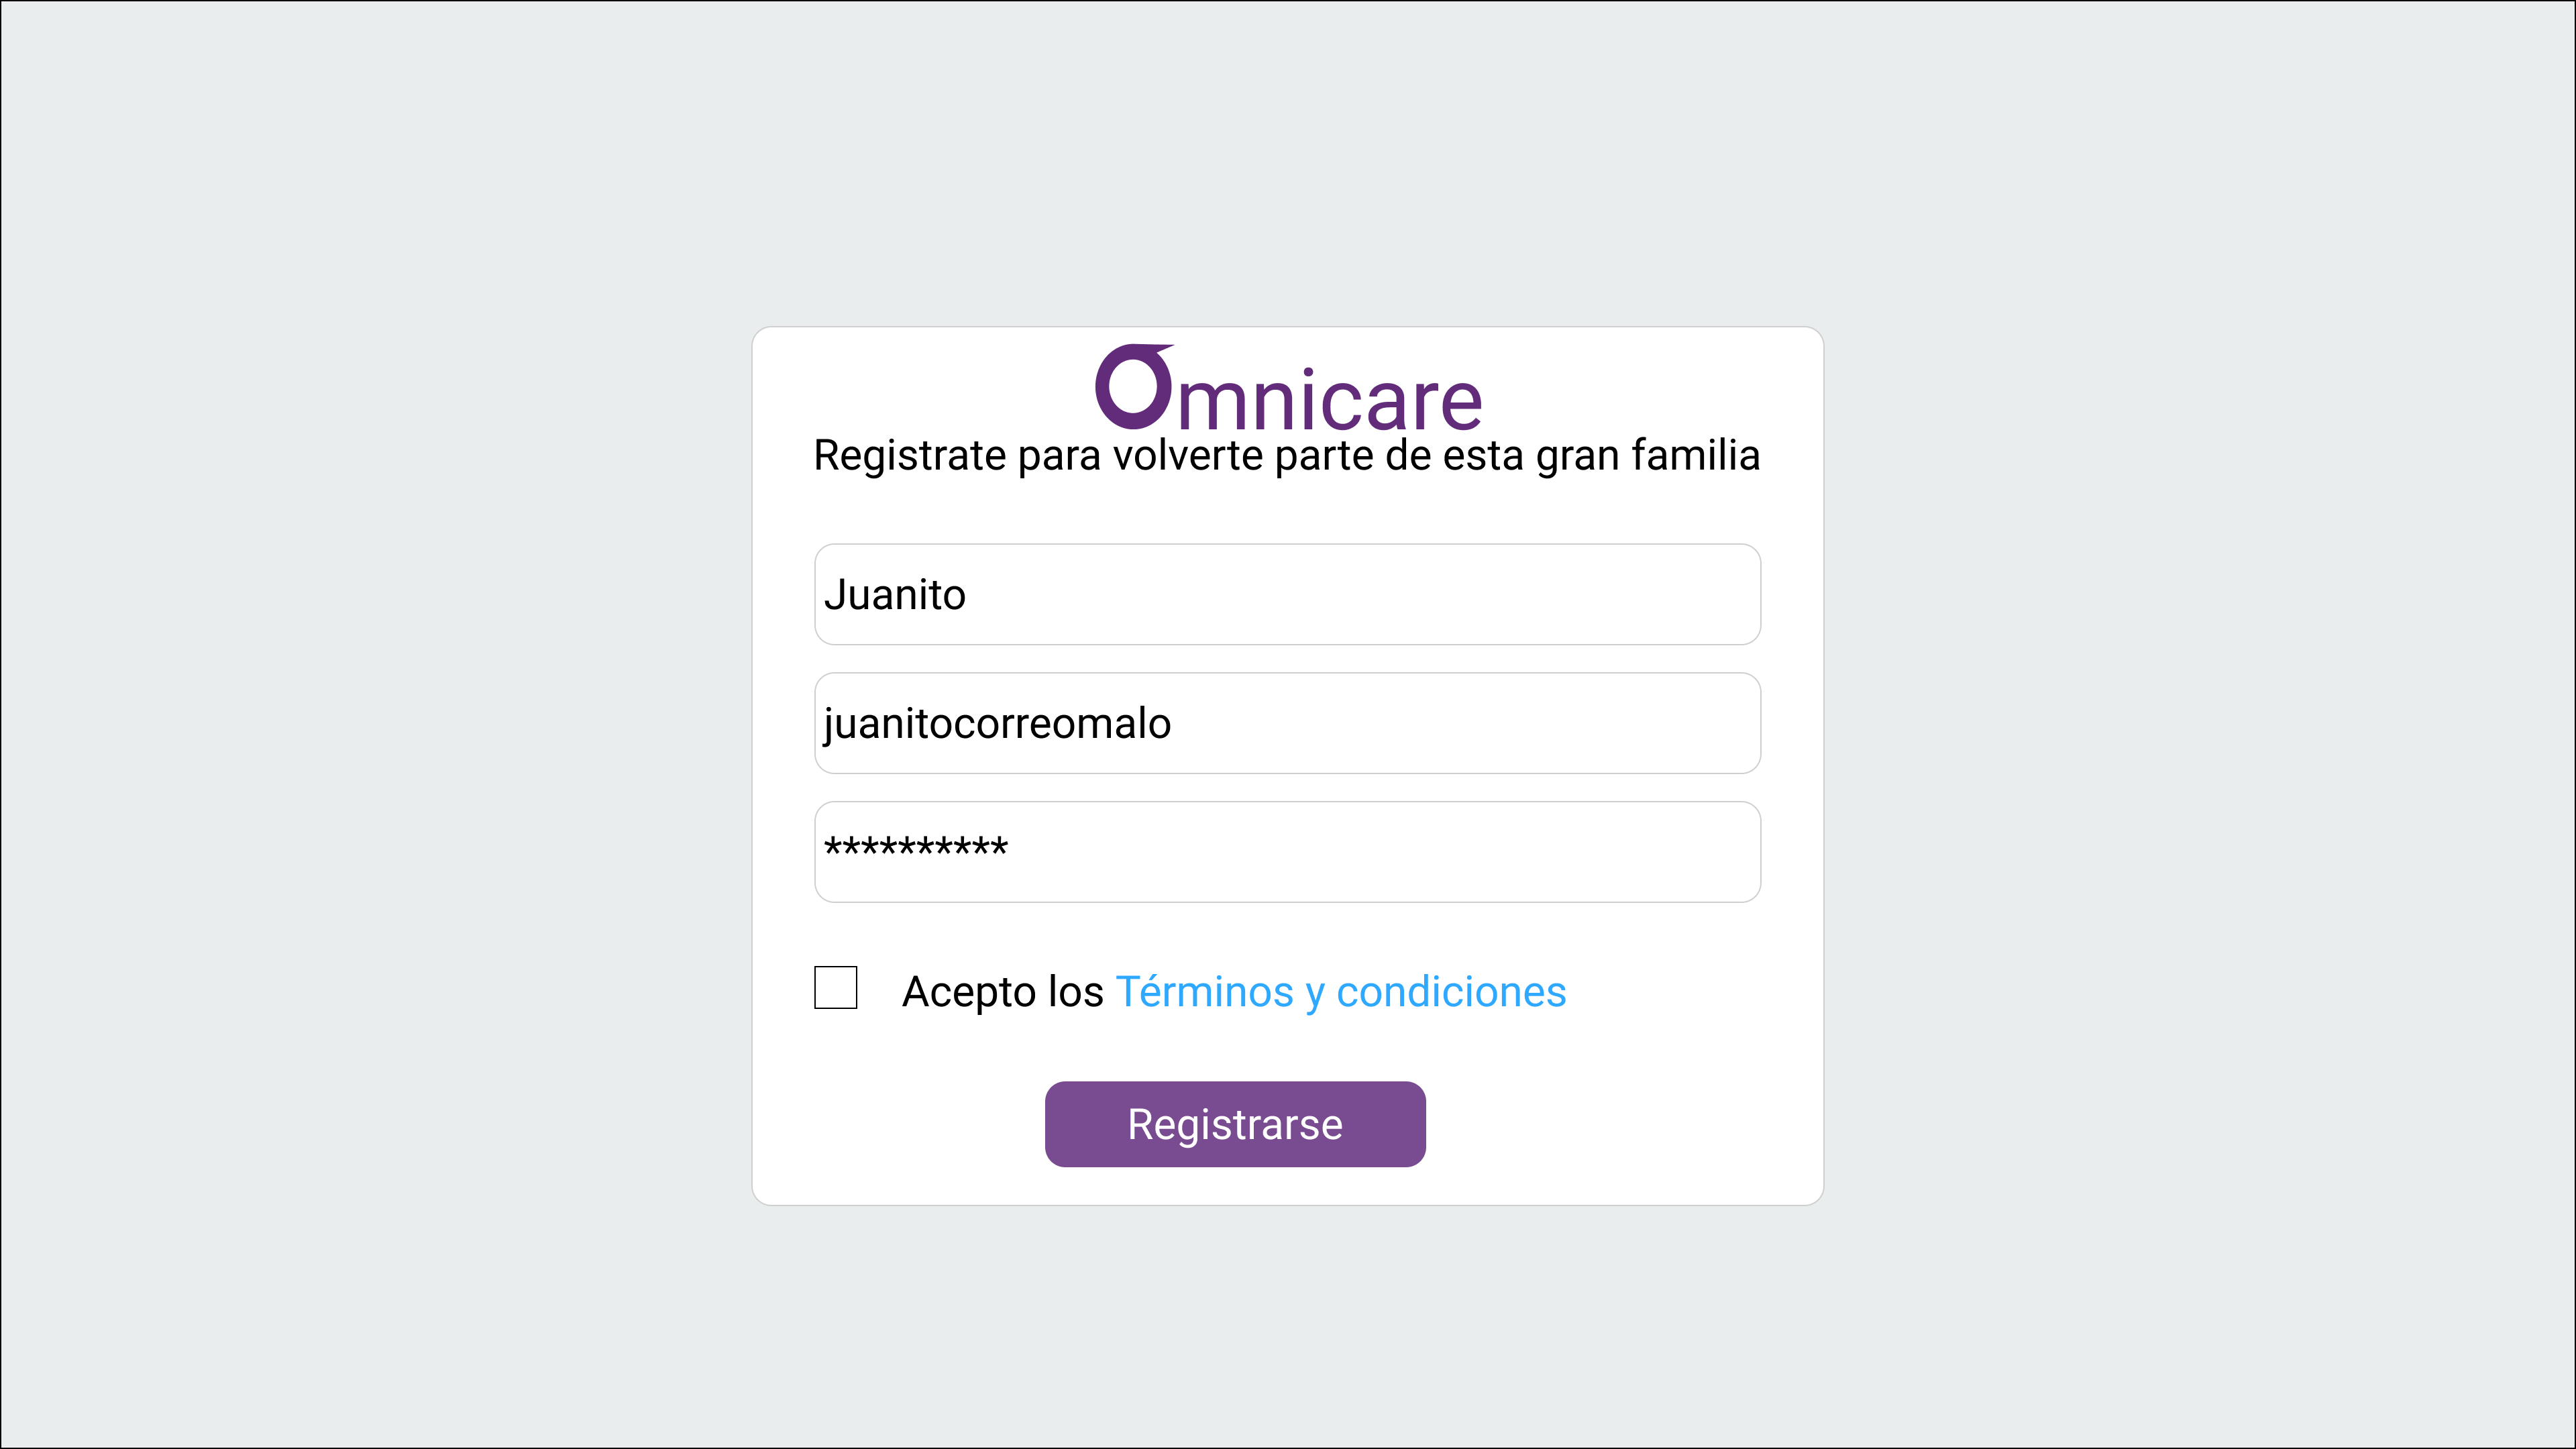 Omnicare
Registrate para volverte parte de esta gran familia
Juanito
juanitocorreomalo
**********
Acepto los Términos y condiciones
Registrarse